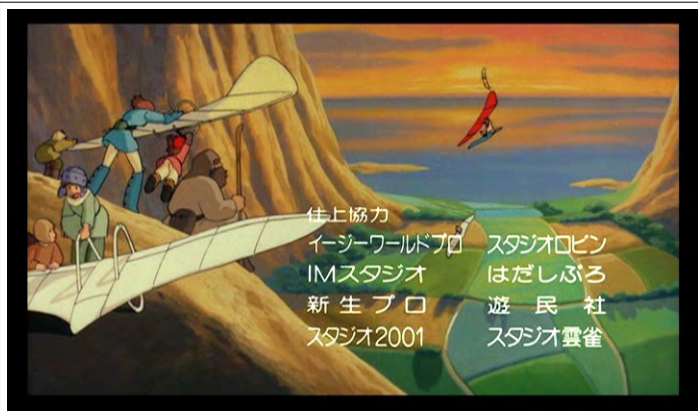 仕上協力
イージーワールドプロ スタジオロビン
IMスタジオ はだしぷろ
新生プロ 遊民社
スタジオ2001 スタジオ雲雀